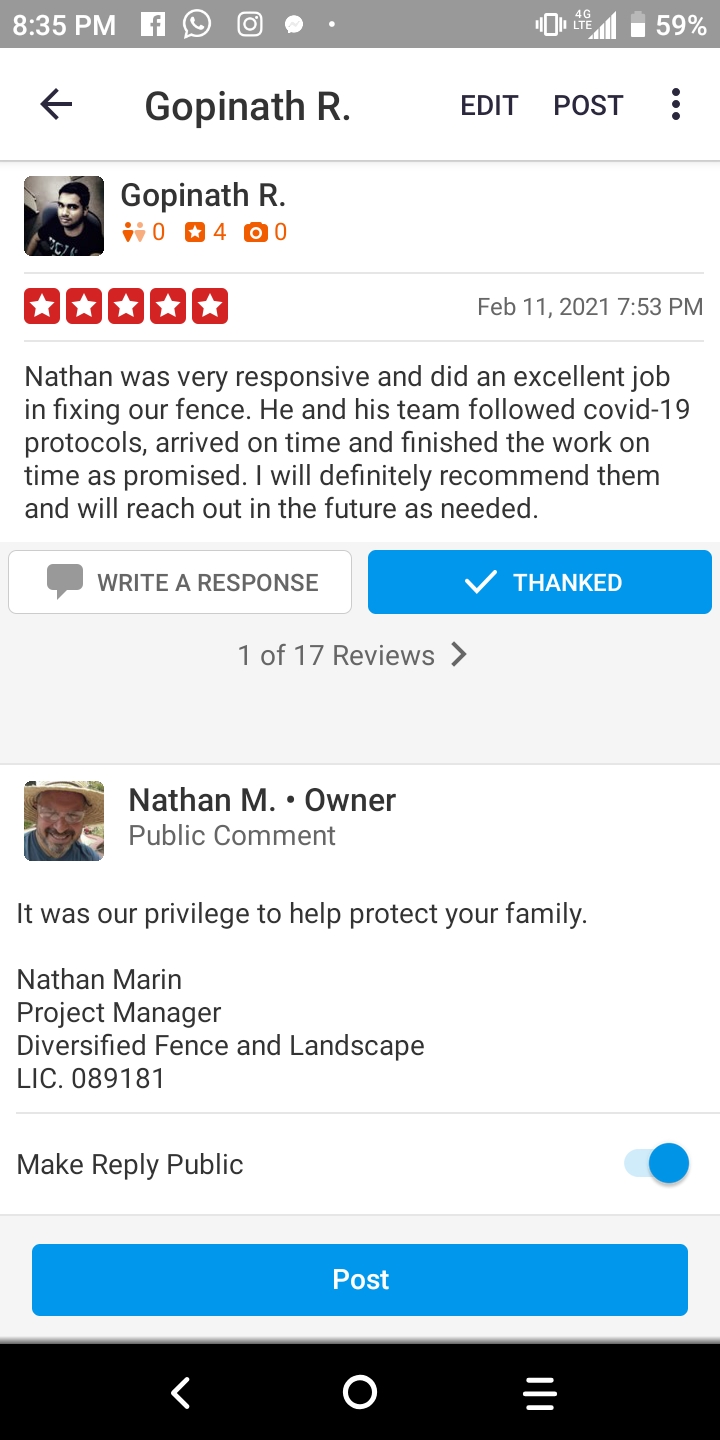 8:35 PM 4G LTE 59%
Gopinath R. EDIT POST
Gopinath R.
0 4 0
Feb 11, 2021 7:53 PM
Nathan was very responsive and did an excellent job
in fixing our fence. He and his team followed covid-19
protocols, arrived on time and finished the work on
time as promised. I will definitely recommend them
and will reach out in the future as needed.
WRITE A RESPONSE THANKED
1 of 17 Reviews
Nathan M. • Owner
Public Comment
It was our privilege to help protect your family.
Nathan Marin
Project Manager
Diversified Fence and Landscape
LIC. 089181
Make Reply Public
Post